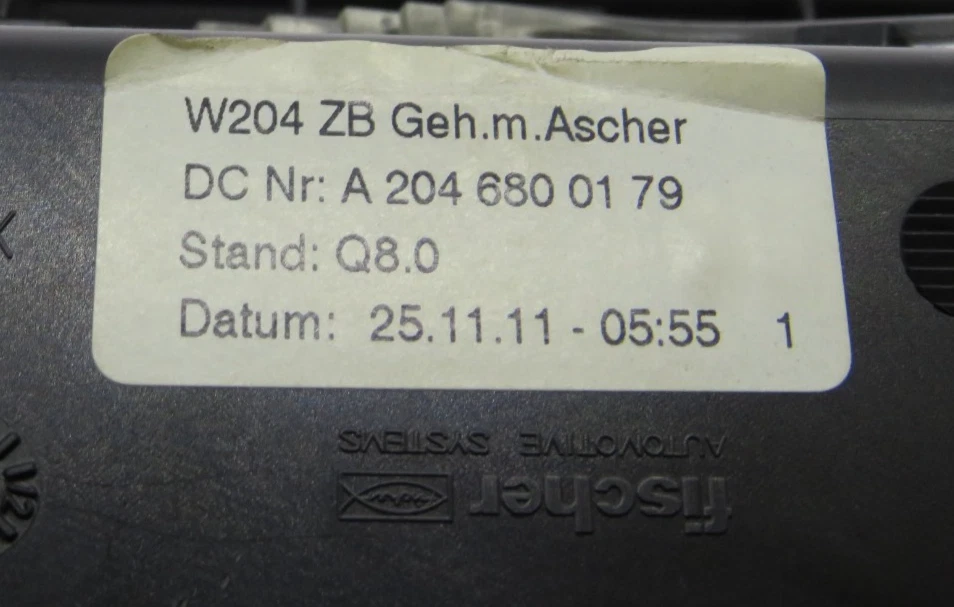 W204 ZB Geh.m.Ascher
DC Nr: A 204 680 01 79
Stand: Q8.0
Datum: 25.11.11 - 05:55 1
fischer
AUTOMOTIVE SYSTEMS